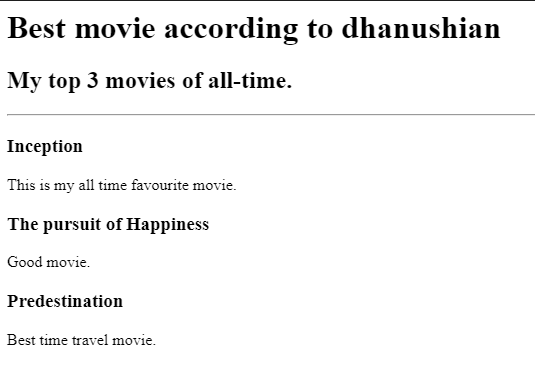 Best movie according to dhanushian
My top 3 movies of all-time.
Inception
This is my all time favourite movie.
The pursuit of Happiness
Good movie.
Predestination
Best time travel movie.